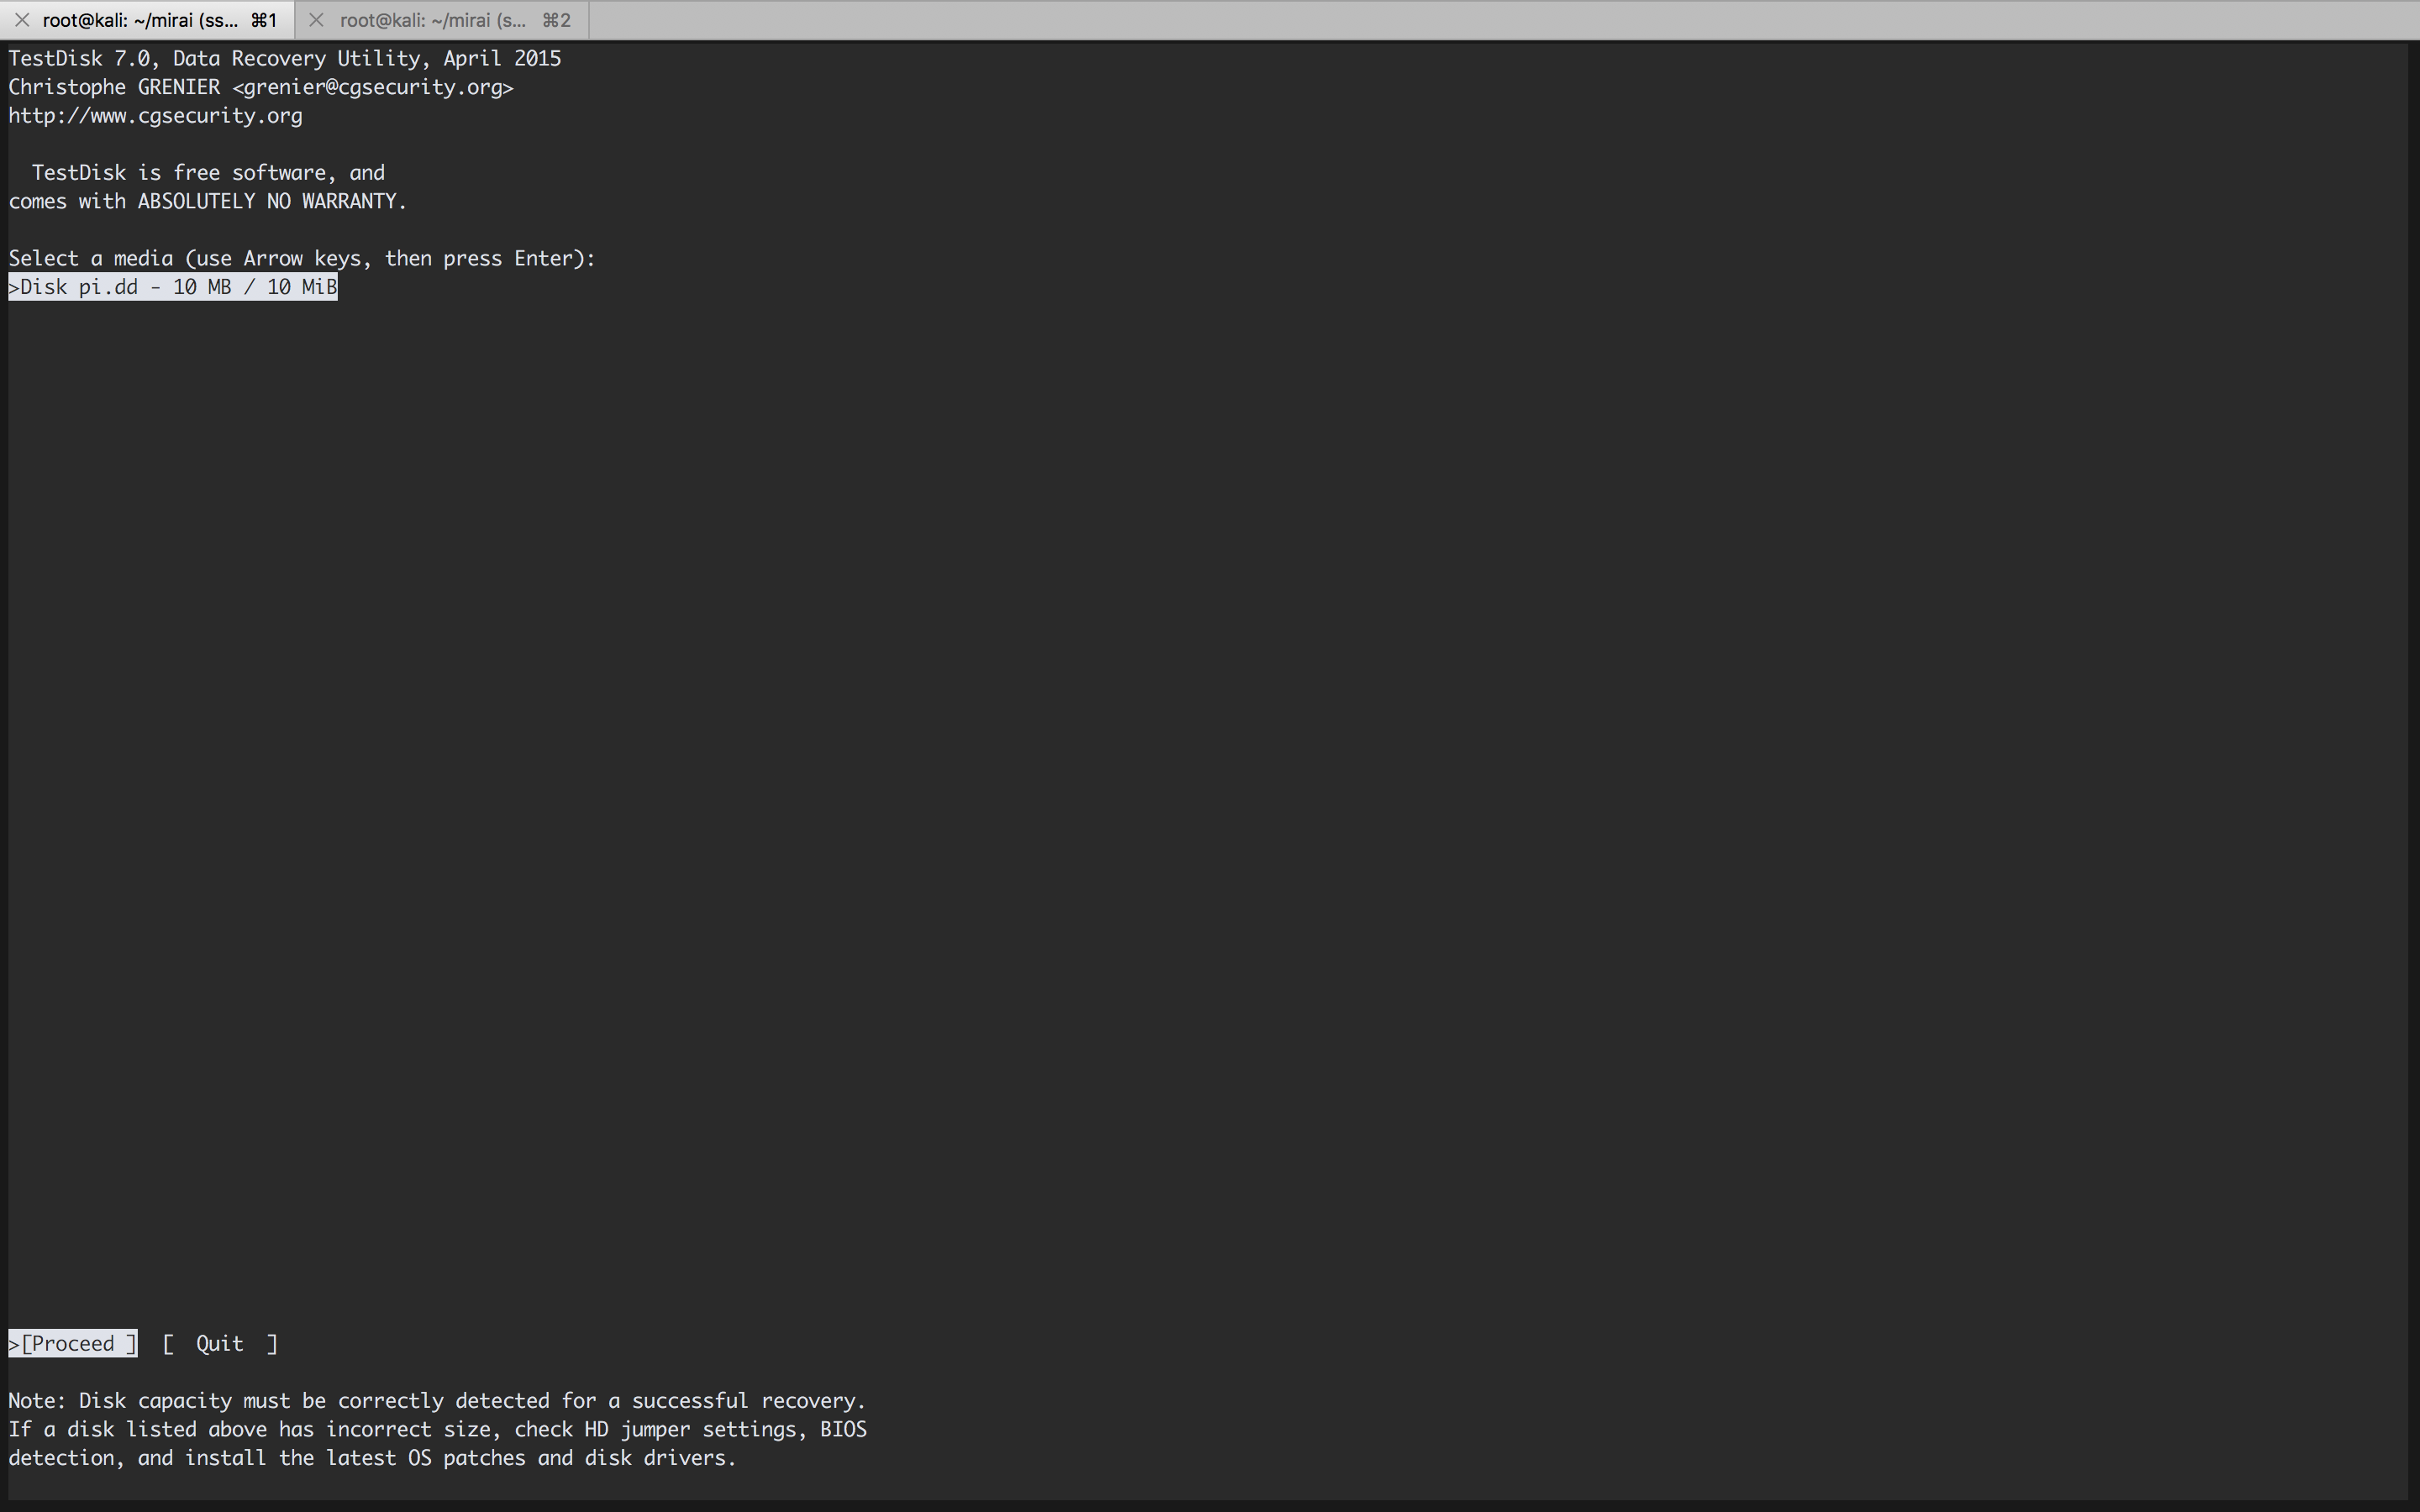 root@kali: ~/mirai (ss... ⌘1
root@kali: ~/mirai (s... ⌘2
TestDisk 7.0, Data Recovery Utility, April 2015
Christophe GRENIER <grenier@cgsecurity.org>
http://www.cgsecurity.org
TestDisk is free software, and
comes with ABSOLUTELY NO WARRANTY.
Select a media (use Arrow keys, then press Enter):
>Disk pi.dd - 10 MB / 10 MiB
>[Proceed ]  [  Quit  ]
Note: Disk capacity must be correctly detected for a successful recovery.
If a disk listed above has incorrect size, check HD jumper settings, BIOS
detection, and install the latest OS patches and disk drivers.